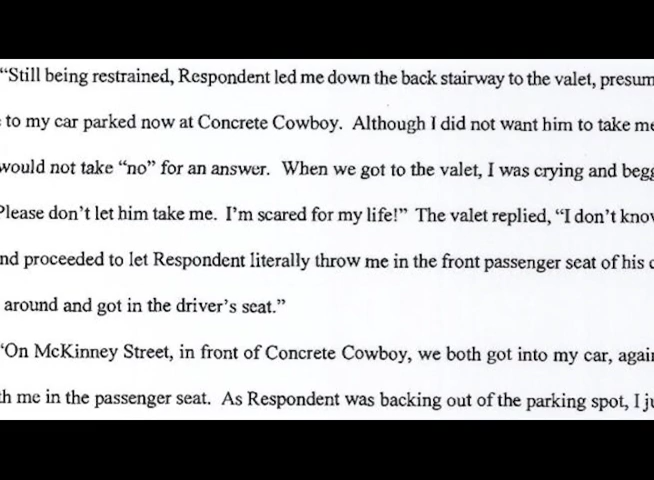 “Still being restrained, Respondent led me down the back stairway to the valet, presum
to my car parked now at Concrete Cowboy. Although I did not want him to take me
would not take “no” for an answer. When we got to the valet, I was crying and begg
Please don’t let him take me. I’m scared for my life!” The valet replied, “I don’t know
nd proceeded to let Respondent literally throw me in the front passenger seat of his c
around and got in the driver’s seat.”
“On McKinney Street, in front of Concrete Cowboy, we both got into my car, again
th me in the passenger seat. As Respondent was backing out of the parking spot, I ju